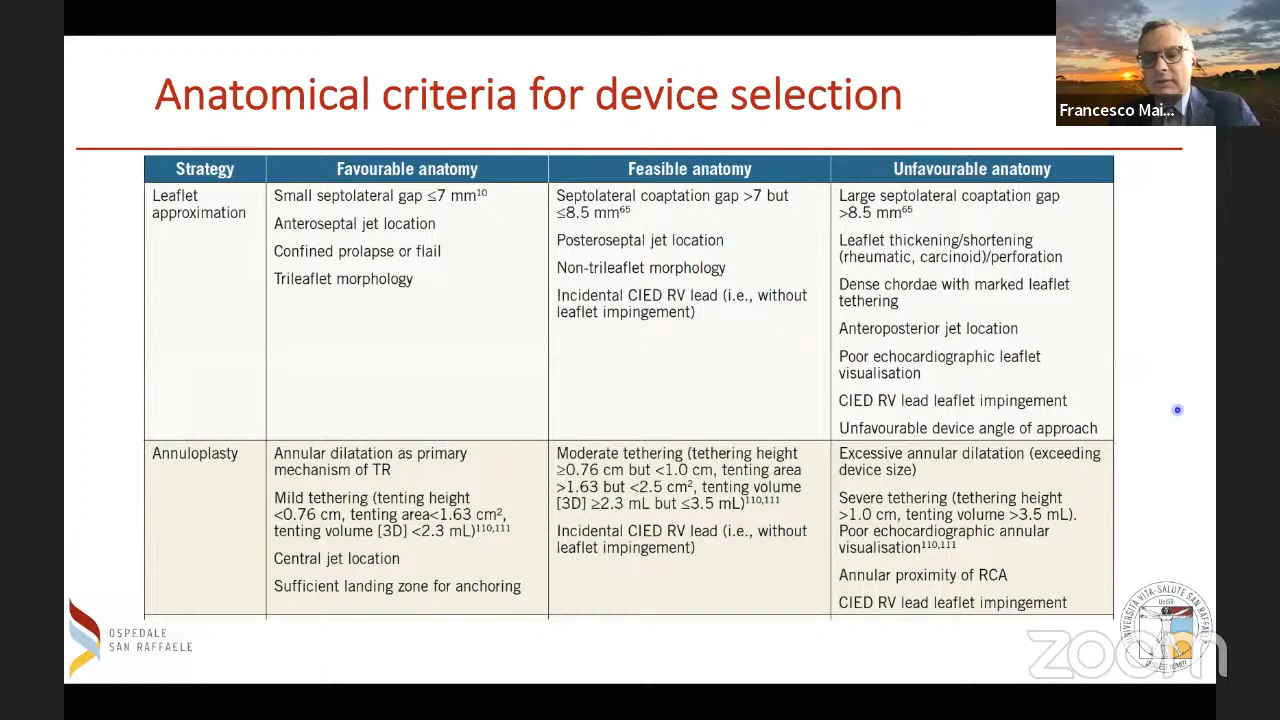 Anatomical criteria for device selection
Francesco Mai...
Strategy
Favourable anatomy
Feasible anatomy
Unfavourable anatomy
Leaflet
approximation
Small septolateral gap ≤7 mm¹⁰
Anteroseptal jet location
Confined prolapse or flail
Trileaflet morphology
Septolateral coaptation gap >7 but
≤8.5 mm⁶⁵
Posteroseptal jet location
Non-trileaflet morphology
Incidental CIED RV lead (i.e., without
leaflet impingement)
Large septolateral coaptation gap
>8.5 mm⁶⁵
Leaflet thickening/shortening
(rheumatic, carcinoid)/perforation
Dense chordae with marked leaflet
tethering
Anteroposterior jet location
Poor echocardiographic leaflet
visualisation
CIED RV lead leaflet impingement
Unfavourable device angle of approach
Annuloplasty
Annular dilatation as primary
mechanism of TR
Mild tethering (tenting height
<0.76 cm, tenting area<1.63 cm²,
tenting volume [3D] <2.3 mL)¹¹⁰,¹¹¹
Central jet location
Sufficient landing zone for anchoring
Moderate tethering (tethering height
≥0.76 cm but <1.0 cm, tenting area
>1.63 but <2.5 cm², tenting volume
[3D] ≥2.3 mL but ≤3.5 mL)¹¹⁰,¹¹¹
Incidental CIED RV lead (i.e., without
leaflet impingement)
Excessive annular dilatation (exceeding
device size)
Severe tethering (tethering height
>1.0 cm, tenting volume >3.5 mL).
Poor echocardiographic annular
visualisation¹¹⁰,¹¹¹
Annular proximity of RCA
CIED RV lead leaflet impingement
OSPEDALE
SAN RAFFAELE
UNIVERSITÀ VITA-SALUTE SAN RAFFAELE
UniSR
zoom